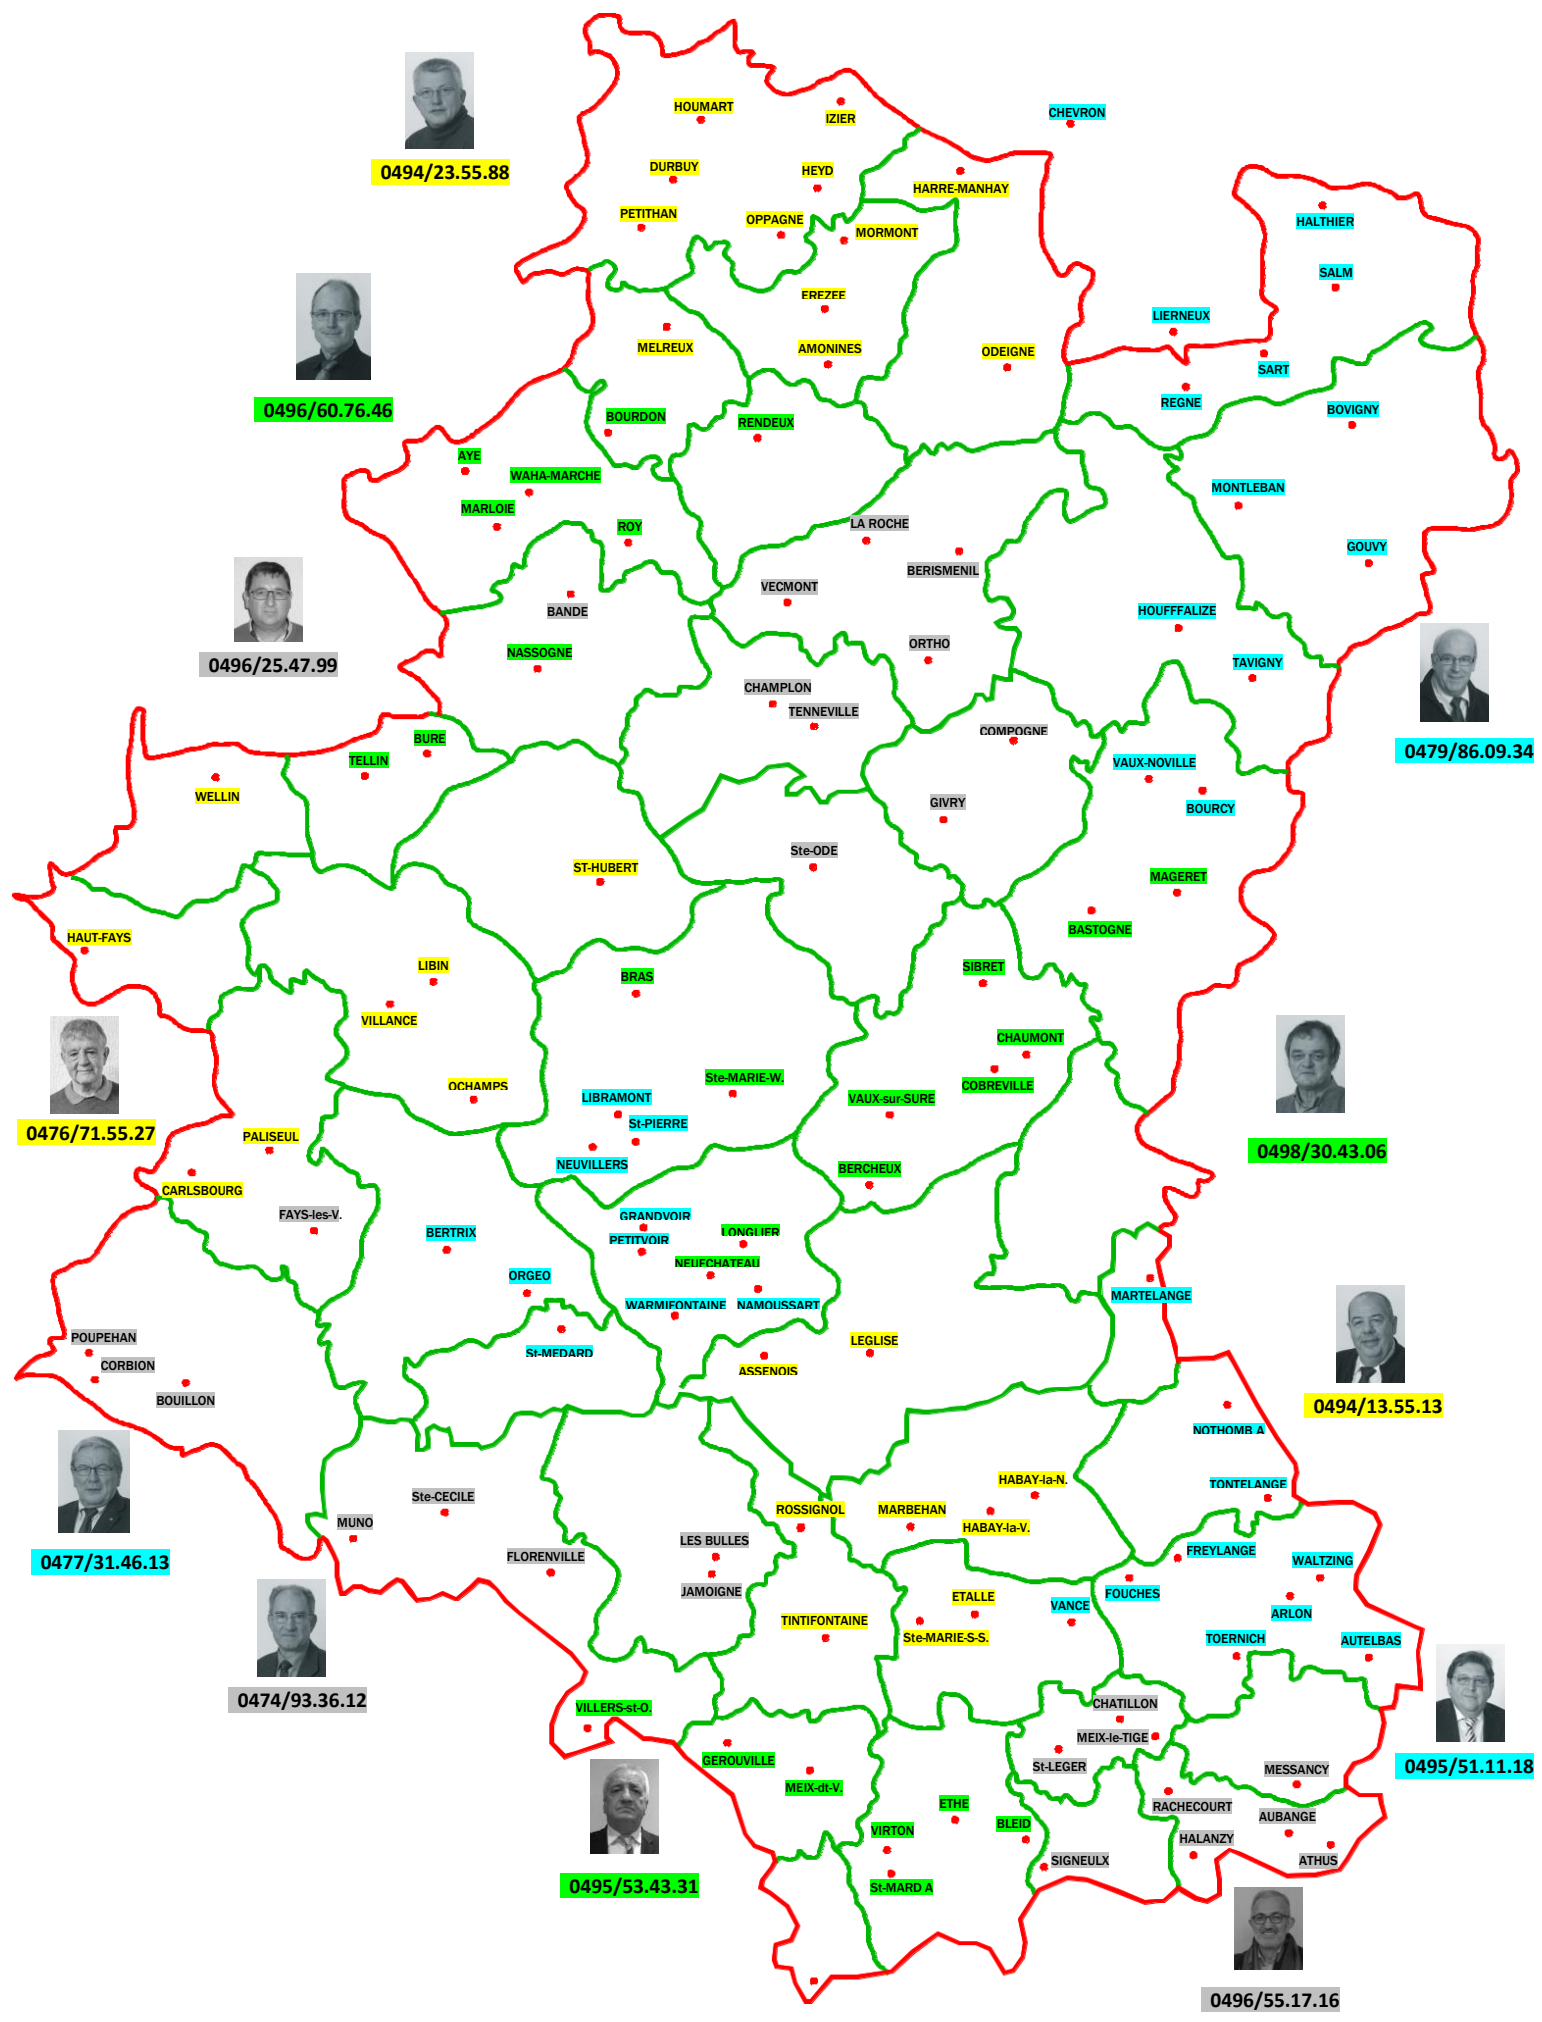 HOUMART
IZIER
CHEVRON
0494/23.55.88
DURBUY
HEYD
HARRE-MANHAY
PETITHAN
OPPAGNE
MORMONT
HALTHIER
SALM
EREZEE
LIERNEUX
MELREUX
AMONINES
ODEIGNE
SART
REGNE
0496/60.76.46
BOURDON
RENDEUX
BOVIGNY
AYE
WAHA-MARCHE
MONTLEBAN
MARLOIE
ROY
LA ROCHE
GOUVY
BERISMENIL
VECMONT
BANDE
HOUFFFALIZE
ORTHO
NASSOGNE
0496/25.47.99
TAVIGNY
CHAMPLON
TENNEVILLE
COMPOGNE
BURE
0479/86.09.34
TELLIN
VAUX-NOVILLE
WELLIN
GIVRY
BOURCY
Ste-ODE
ST-HUBERT
MAGERET
BASTOGNE
HAUT-FAYS
LIBIN
SIBRET
BRAS
VILLANCE
CHAUMONT
OCHAMPS
Ste-MARIE-W.
COBREVILLE
LIBRAMONT
VAUX-sur-SURE
St-PIERRE
0476/71.55.27
PALISEUL
0498/30.43.06
NEUVILLERS
BERCHEUX
CARLSBOURG
FAYS-les-V.
GRANDVOIR
BERTRIX
LONGLIER
PETITVOIR
NEUFCHATEAU
ORGEO
MARTELANGE
WARMIFONTAINE
NAMOUSSART
POUPEHAN
LEGLISE
St-MEDARD
CORBION
ASSENOIS
BOUILLON
0494/13.55.13
NOTHOMB A
HABAY-la-N.
TONTELANGE
Ste-CECILE
ROSSIGNOL
MARBEHAN
MUNO
HABAY-la-V.
LES BULLES
FREYLANGE
FLORENVILLE
WALTZING
0477/31.46.13
JAMOIGNE
FOUCHES
ETALLE
VANCE
ARLON
TINTIFONTAINE
Ste-MARIE-S-S.
TOERNICH
AUTELBAS
0474/93.36.12
CHATILLON
VILLERS-st-O.
MEIX-le-TIGE
GEROUVILLE
St-LEGER
0495/51.11.18
MESSANCY
MEIX-dt-V.
ETHE
RACHECOURT
AUBANGE
BLEID
VIRTON
HALANZY
SIGNEULX
ATHUS
0495/53.43.31
St-MARD A
0496/55.17.16